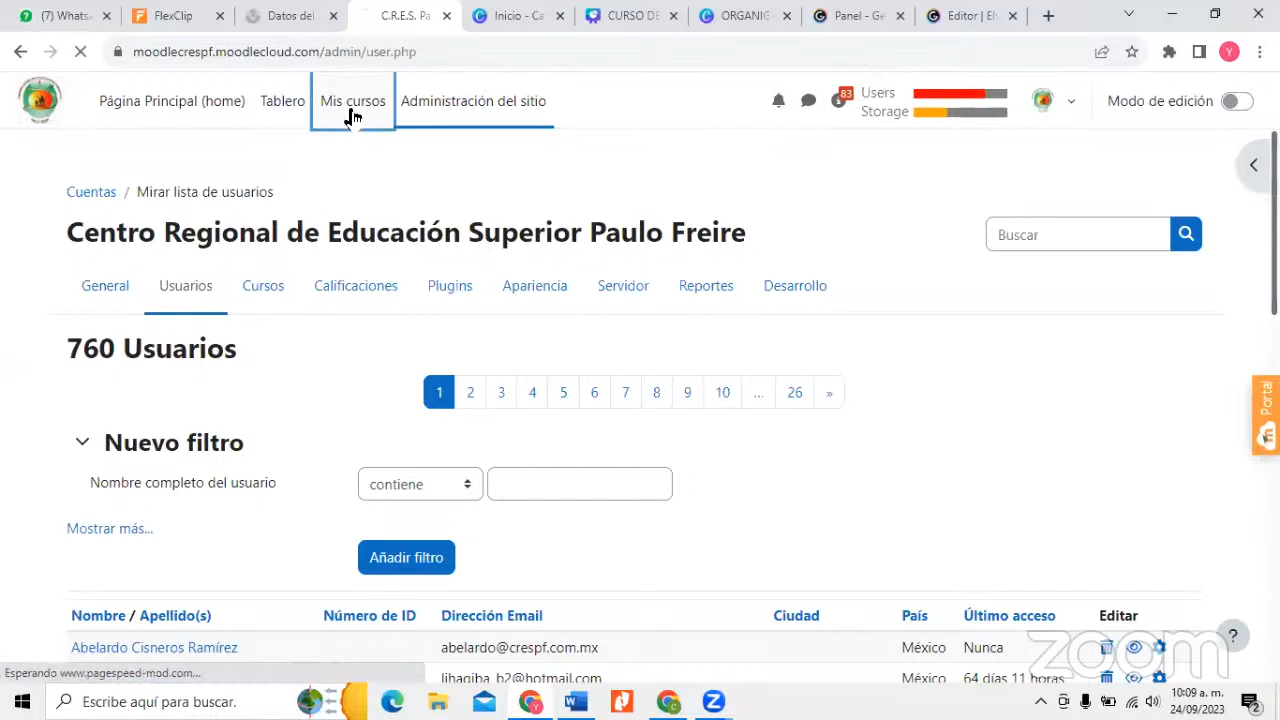 (7) Whats
FlexClip
Datos del
C.R.E.S. Pa
Inicio - Ca
CURSO DE
ORGANIC
Panel - Ge
Editor | EN
moodlecrespf.moodlecloud.com/admin/user.php
Y
Página Principal (home) Tablero Mis cursos Administración del sitio
83
Users
Storage
Modo de edición
Cuentas / Mirar lista de usuarios
Centro Regional de Educación Superior Paulo Freire
Buscar
General Usuarios Cursos Calificaciones Plugins Apariencia Servidor Reportes Desarrollo
760 Usuarios
1 2 3 4 5 6 7 8 9 10 ... 26 »
Portal
Nuevo filtro
Nombre completo del usuario contiene
Mostrar más...
Añadir filtro
Nombre / Apellido(s) Número de ID Dirección Email Ciudad País Último acceso Editar
Abelardo Cisneros Ramírez abelardo@crespf.com.mx México Nunca
lihagiba_b2@hotmail.com México 64 días 11 horas
zoom
?
Esperando www.pagespeed-mod.com...
Escribe aquí para buscar.
10:09 a. m.
24/09/2023
2